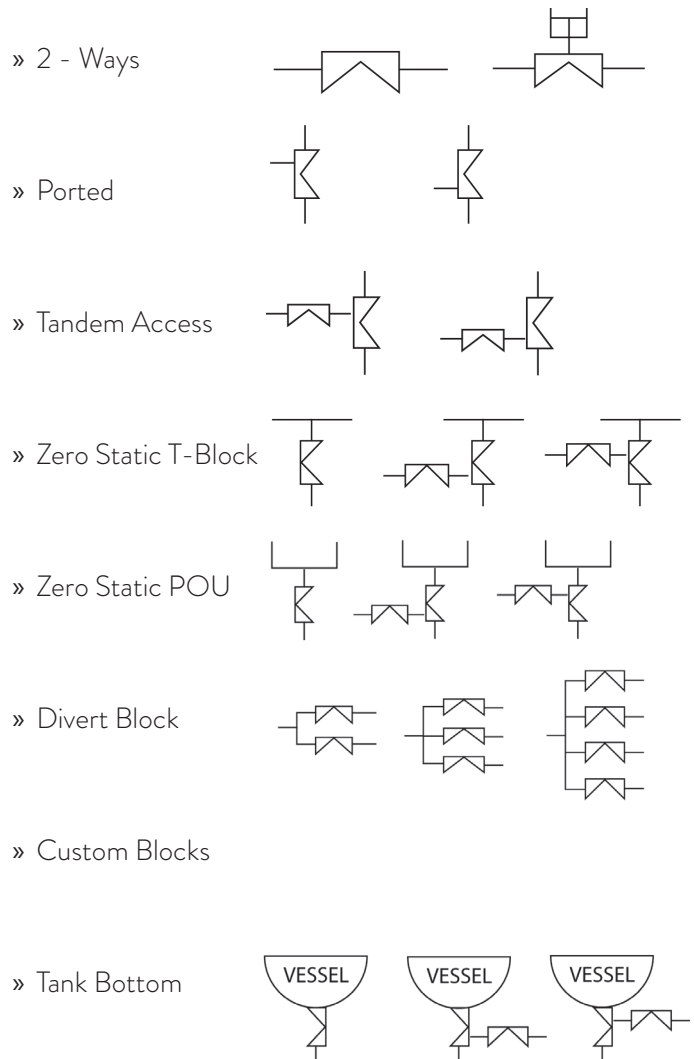 » 2 - Ways
» Ported
» Tandem Access
» Zero Static T-Block
» Zero Static POU
» Divert Block
» Custom Blocks
» Tank Bottom
VESSEL VESSEL VESSEL